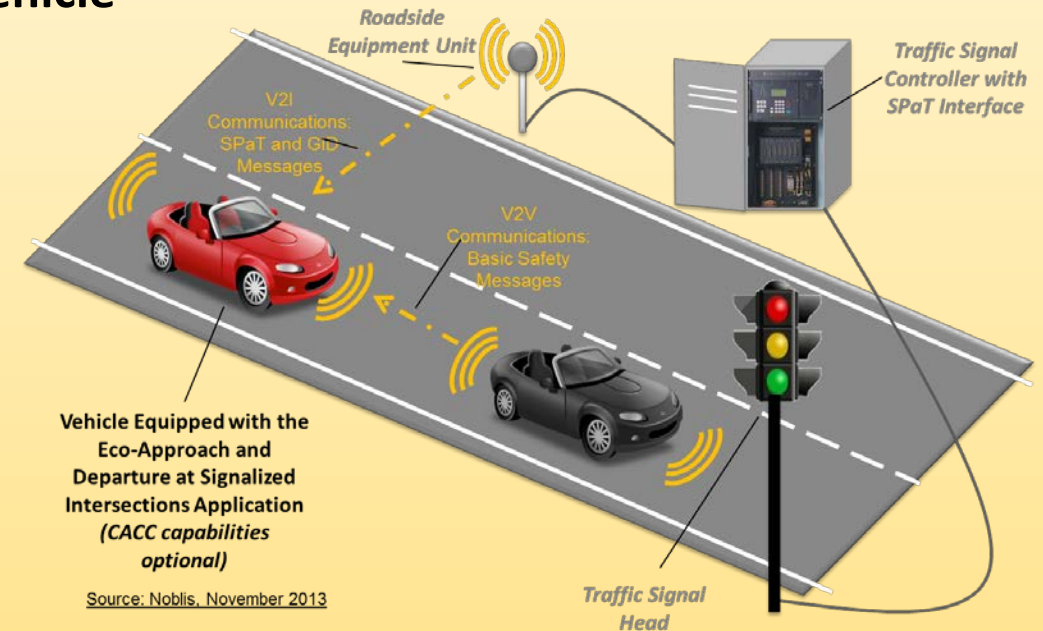 Roadside
Equipment Unit
Traffic Signal
Controller with
SPaT Interface
V2I
Communications:
SPaT and GID
Messages
V2V
Communications:
Basic Safety
Messages
Vehicle Equipped with the
Eco-Approach and
Departure at Signalized
Intersections Application
(CACC capabilities
optional)
Source: Noblis, November 2013
Traffic Signal
Head